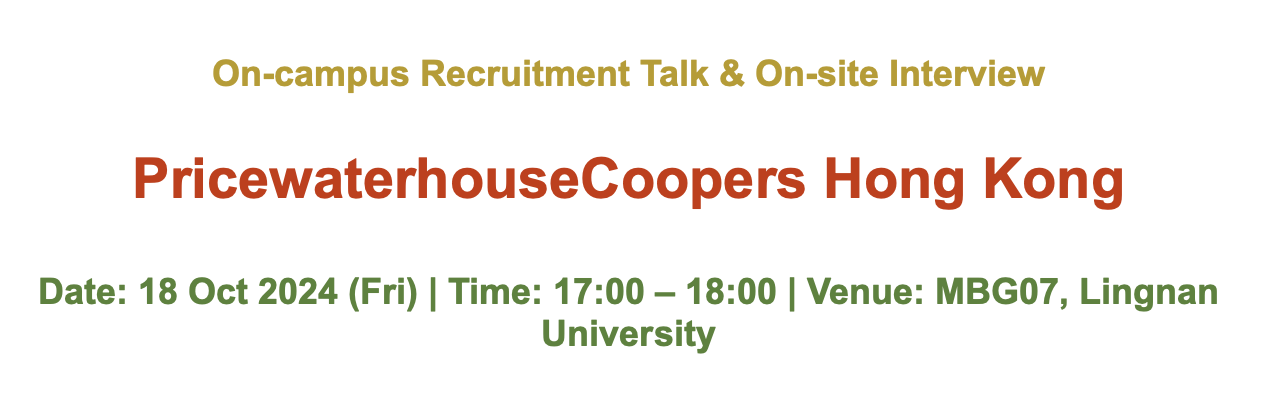 On-campus Recruitment Talk & On-site Interview
PricewaterhouseCoopers Hong Kong
Date: 18 Oct 2024 (Fri) | Time: 17:00 – 18:00 | Venue: MBG07, Lingnan
University